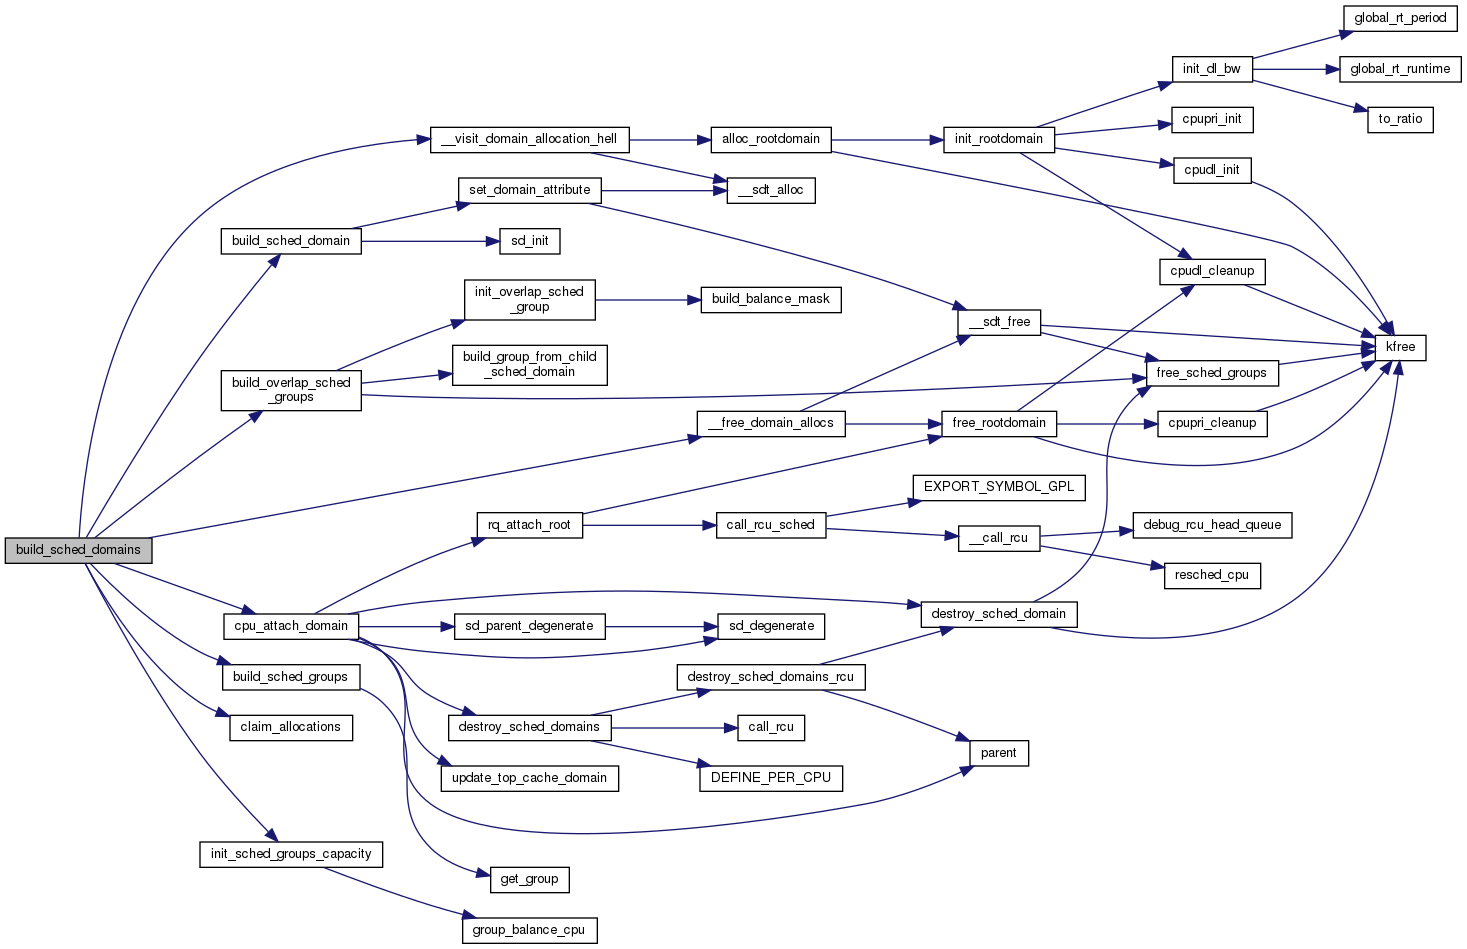 global_rt_period
init_dl_bw
global_rt_runtime
cpupri_init
to_ratio
__visit_domain_allocation_hell
alloc_rootdomain
init_rootdomain
cpudl_init
set_domain_attribute
__sdt_alloc
build_sched_domain
sd_init
cpudl_cleanup
init_overlap_sched
_group
build_balance_mask
__sdt_free
kfree
build_group_from_child
_sched_domain
free_sched_groups
build_overlap_sched
_groups
__free_domain_allocs
free_rootdomain
cpupri_cleanup
EXPORT_SYMBOL_GPL
rq_attach_root
call_rcu_sched
debug_rcu_head_queue
__call_rcu
build_sched_domains
resched_cpu
destroy_sched_domain
cpu_attach_domain
sd_parent_degenerate
sd_degenerate
build_sched_groups
destroy_sched_domains_rcu
claim_allocations
destroy_sched_domains
call_rcu
parent
update_top_cache_domain
DEFINE_PER_CPU
init_sched_groups_capacity
get_group
group_balance_cpu